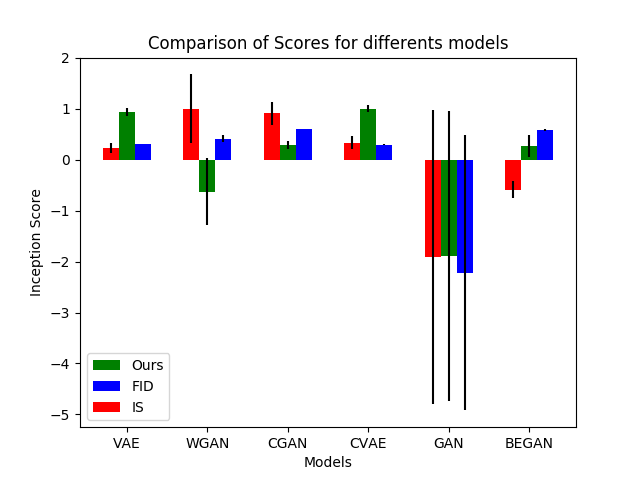 Comparison of Scores for differents models
2
1
0
−1
−2
−3
−4
−5
Inception Score
Ours
FID
IS
VAE WGAN CGAN CVAE GAN BEGAN
Models